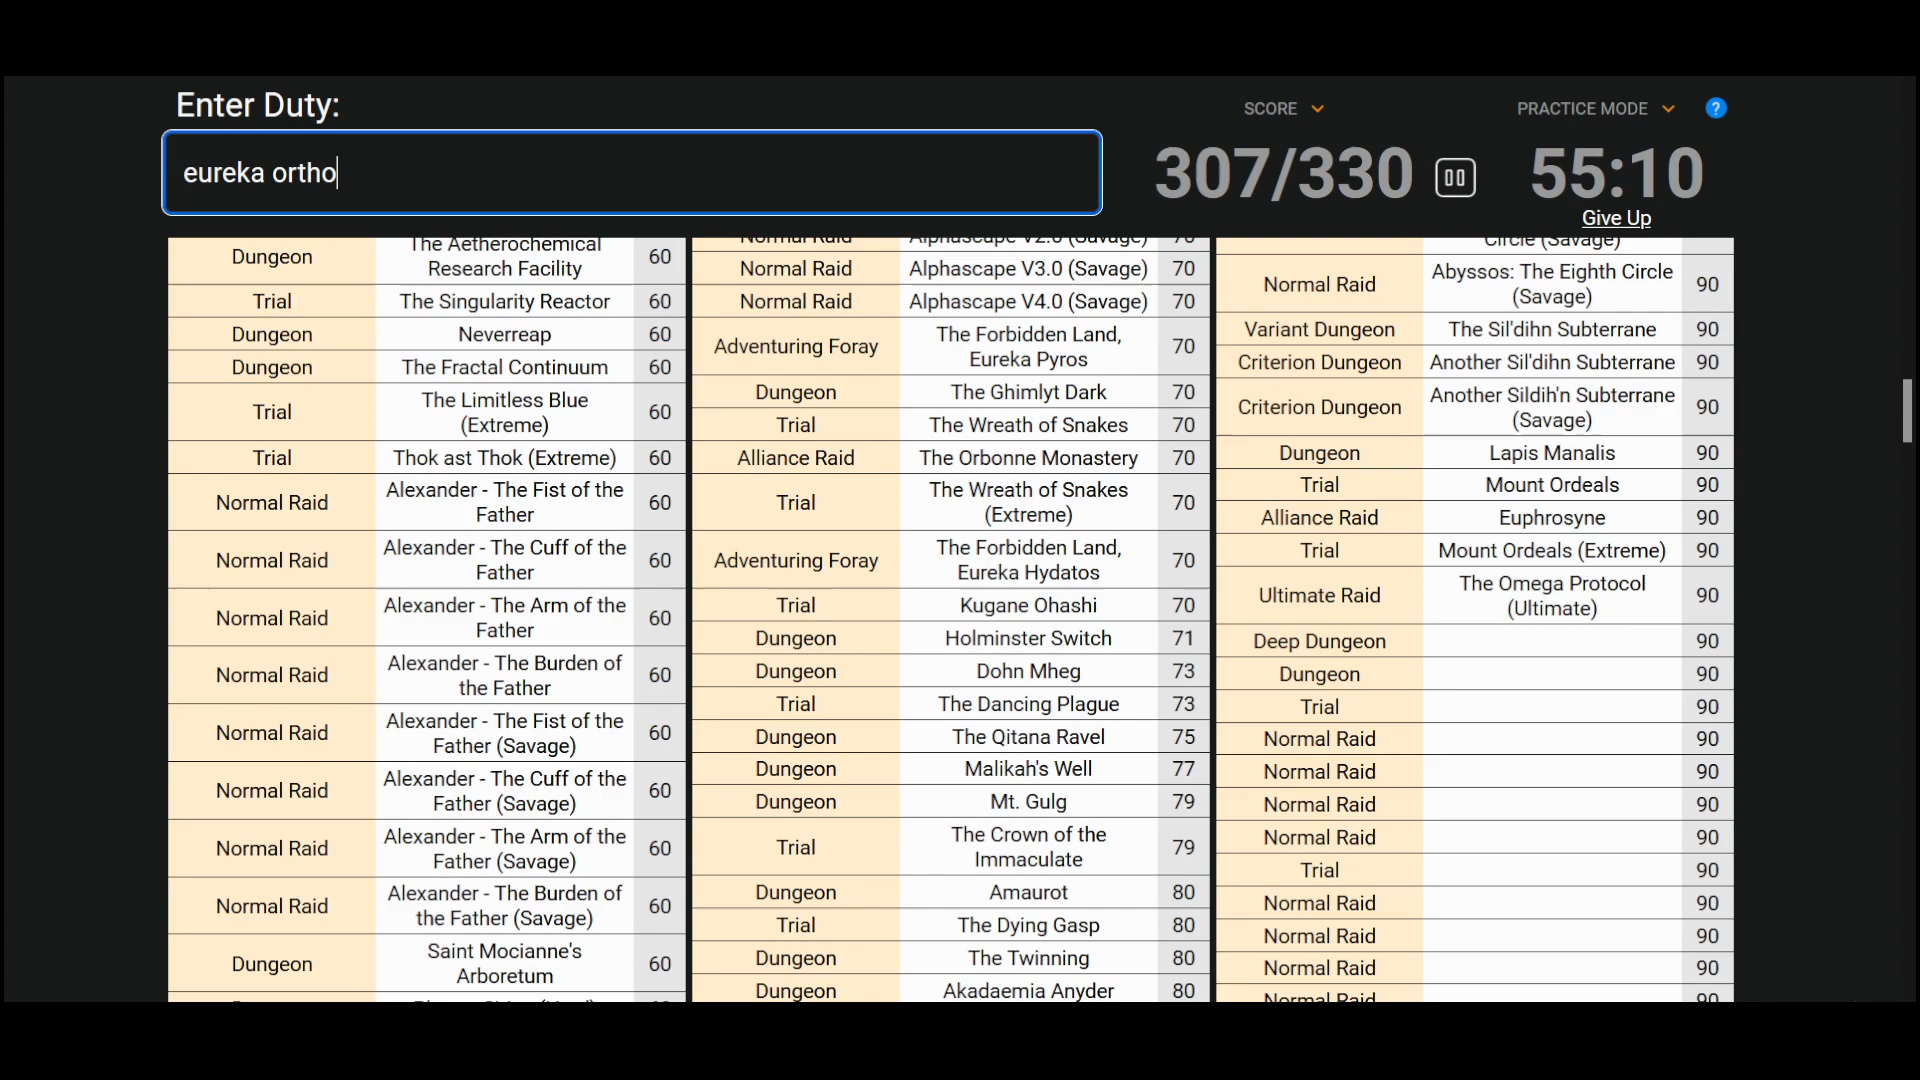 Enter Duty:
eureka ortho
SCORE
PRACTICE MODE
?
307/330
55:10
Give Up
Dungeon The Aetherochemical Research Facility 60
Trial The Singularity Reactor 60
Dungeon Neverreap 60
Dungeon The Fractal Continuum 60
Trial The Limitless Blue (Extreme) 60
Trial Thok ast Thok (Extreme) 60
Normal Raid Alexander - The Fist of the Father 60
Normal Raid Alexander - The Cuff of the Father 60
Normal Raid Alexander - The Arm of the Father 60
Normal Raid Alexander - The Burden of the Father 60
Normal Raid Alexander - The Fist of the Father (Savage) 60
Normal Raid Alexander - The Cuff of the Father (Savage) 60
Normal Raid Alexander - The Arm of the Father (Savage) 60
Normal Raid Alexander - The Burden of the Father (Savage) 60
Dungeon Saint Mocianne's Arboretum 60
Normal Raid Alphascape V2.0 (Savage) 70
Normal Raid Alphascape V3.0 (Savage) 70
Normal Raid Alphascape V4.0 (Savage) 70
Adventuring Foray The Forbidden Land, Eureka Pyros 70
Dungeon The Ghimlyt Dark 70
Trial The Wreath of Snakes 70
Alliance Raid The Orbonne Monastery 70
Trial The Wreath of Snakes (Extreme) 70
Adventuring Foray The Forbidden Land, Eureka Hydatos 70
Trial Kugane Ohashi 70
Dungeon Holminster Switch 71
Dungeon Dohn Mheg 73
Trial The Dancing Plague 73
Dungeon The Qitana Ravel 75
Dungeon Malikah's Well 77
Dungeon Mt. Gulg 79
Trial The Crown of the Immaculate 79
Dungeon Amaurot 80
Trial The Dying Gasp 80
Dungeon The Twinning 80
Dungeon Akadaemia Anyder 80
Circle (Savage)
Normal Raid Abyssos: The Eighth Circle (Savage) 90
Variant Dungeon The Sil'dihn Subterrane 90
Criterion Dungeon Another Sil'dihn Subterrane 90
Criterion Dungeon Another Sildih'n Subterrane (Savage) 90
Dungeon Lapis Manalis 90
Trial Mount Ordeals 90
Alliance Raid Euphrosyne 90
Trial Mount Ordeals (Extreme) 90
Ultimate Raid The Omega Protocol (Ultimate) 90
Deep Dungeon 90
Dungeon 90
Trial 90
Normal Raid 90
Normal Raid 90
Normal Raid 90
Normal Raid 90
Trial 90
Normal Raid 90
Normal Raid 90
Normal Raid 90
Normal Raid 90